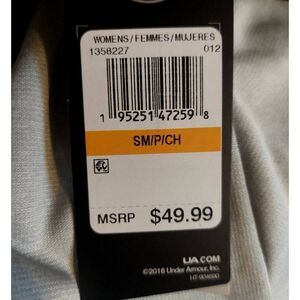 WOMENS/FEMMES/MUJERES
1358227 012
1 95251 47259 8
SM/P/CH
MSRP $49.99
UA.COM
©2016 Under Armour, Inc.